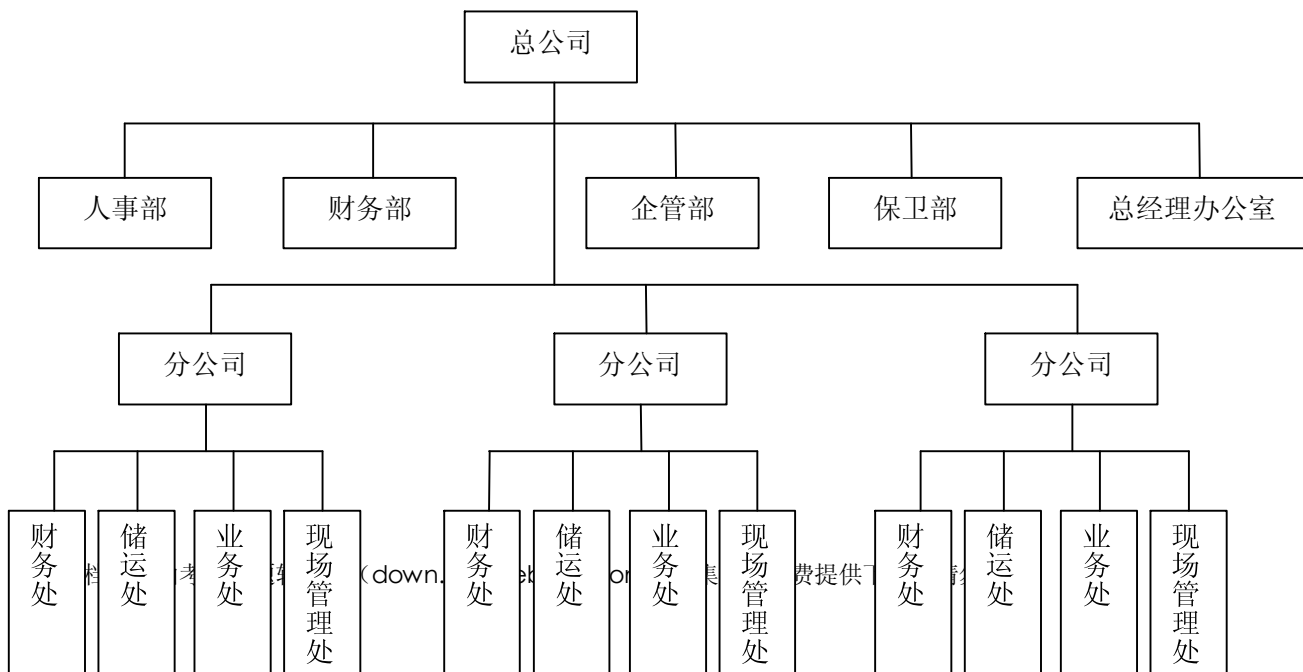 总公司
人事部 财务部 企管部 保卫部 总经理办公室
分公司 分公司 分公司
财务处 储运处 业务处 现场管理处 财务处 储运处 业务处 现场管理处 财务处 储运处 业务处 现场管理处
(down. eb 集 费提供